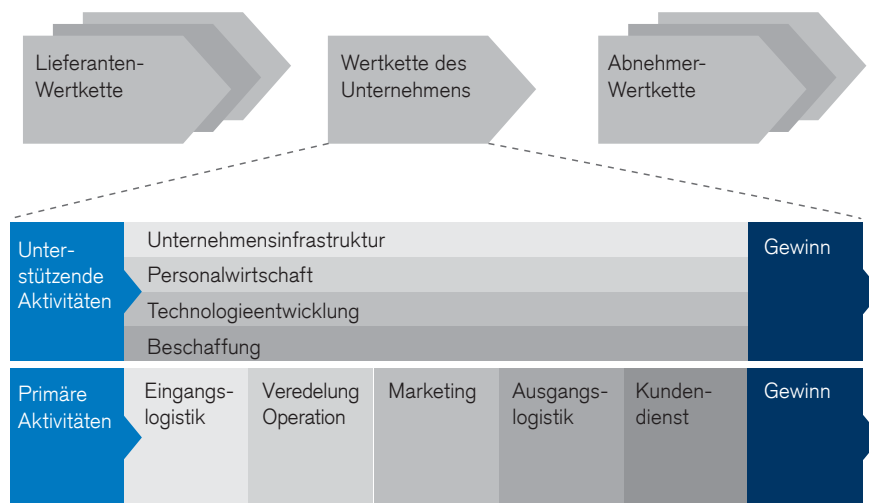 Lieferanten-
Wertkette
Wertkette des
Unternehmens
Abnehmer-
Wertkette
Unter-
stützende
Aktivitäten
Unternehmensinfrastruktur
Personalwirtschaft
Technologieentwicklung
Beschaffung
Gewinn
Primäre
Aktivitäten
Eingangs-
logistik
Veredelung
Operation
Marketing
Ausgangs-
logistik
Kunden-
dienst
Gewinn